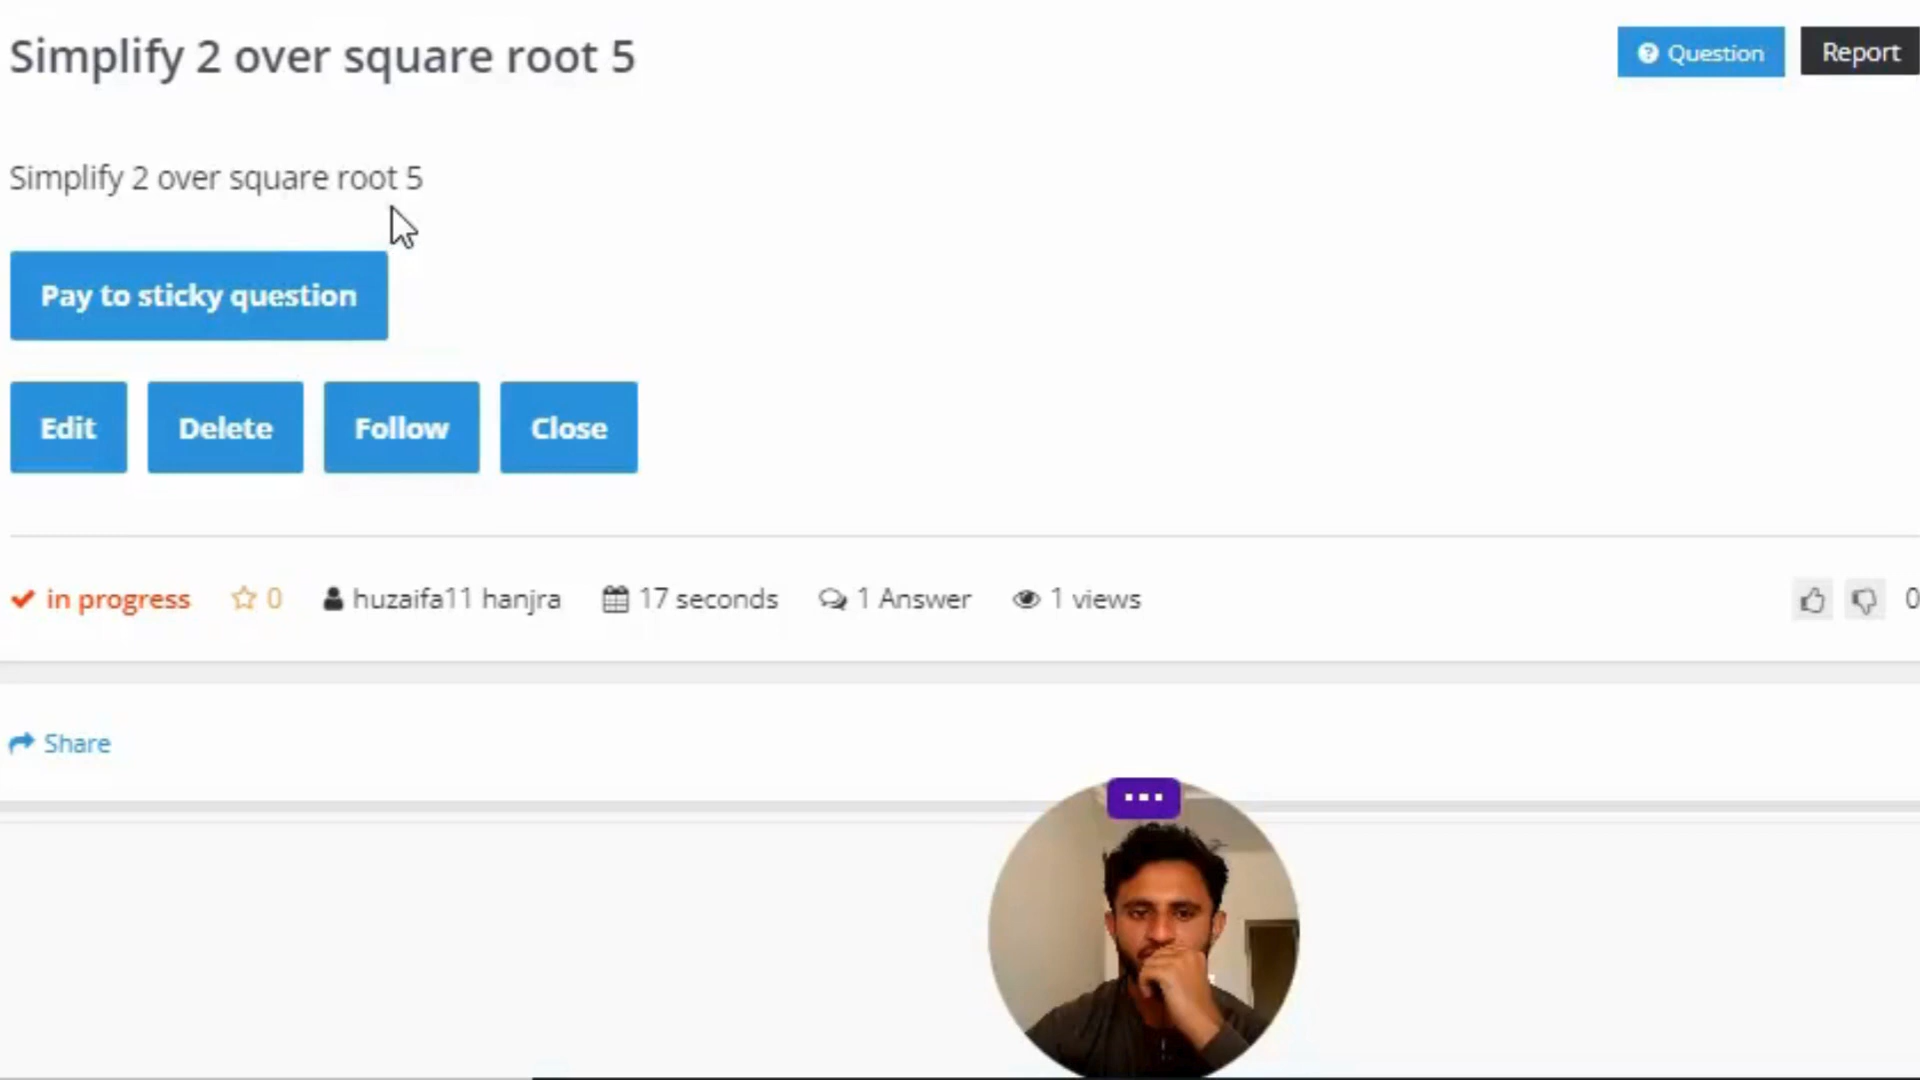 Simplify 2 over square root 5
Question
Report
Simplify 2 over square root 5
Pay to sticky question
Edit
Delete
Follow
Close
in progress
0
huzaifa11 hanjra
17 seconds
1 Answer
1 views
0
Share